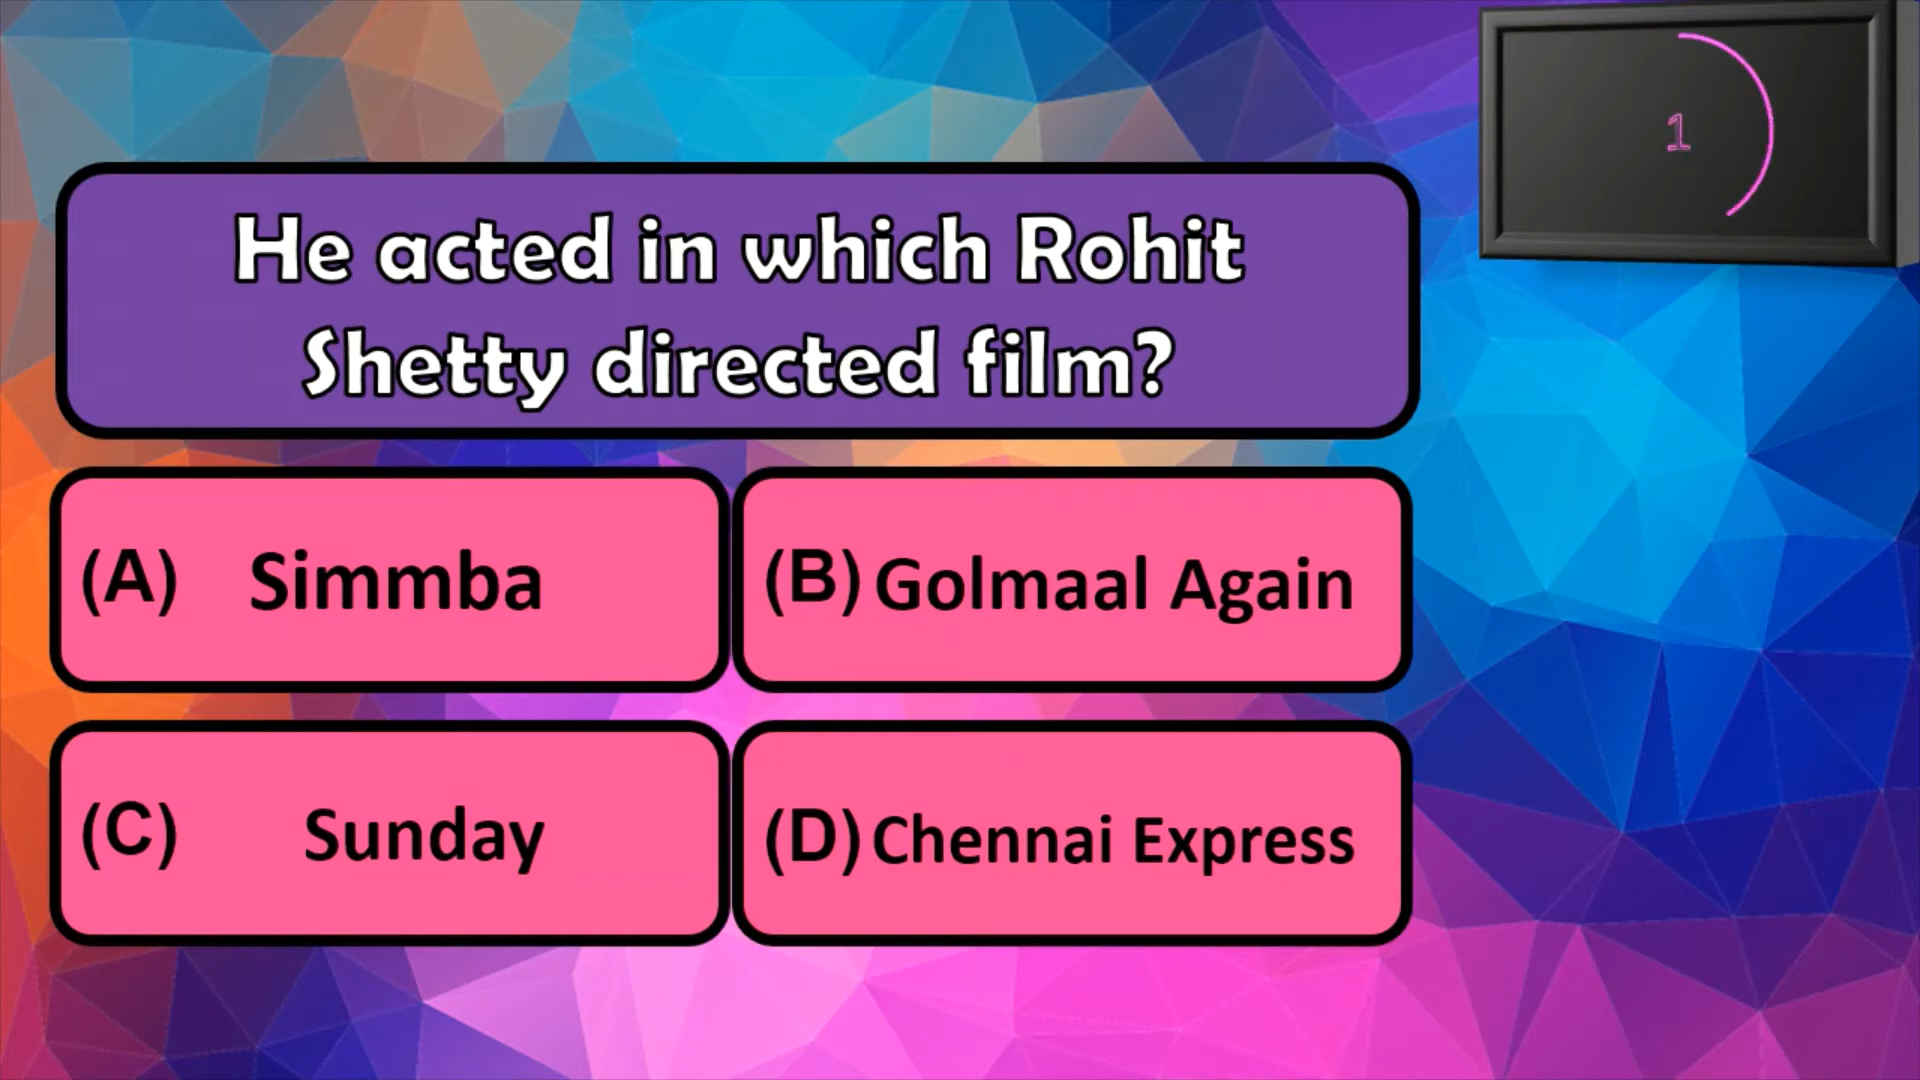 1
He acted in which Rohit
Shetty directed film?
(A) Simmba
(B) Golmaal Again
(C) Sunday
(D) Chennai Express